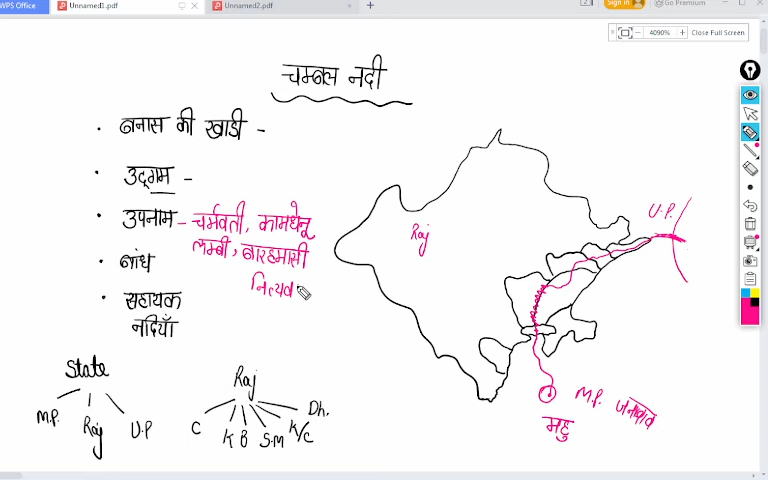 WPS Office
Unnamed1.pdf
Unnamed2.pdf
Sign in
Go Premium
4090%
Close Full Screen
चम्बल नदी
बनास की खाडी -
उद्गम -
उपनाम - चर्मवती, कामधेनू
लम्बी, बारहमासी
नित्यव
बांध
सहायक
नदियाँ
State
M.P. Raj U.P
Raj
C K B S.M K/C Dh.
Raj
U.P.
M.P. जनापाव
महु